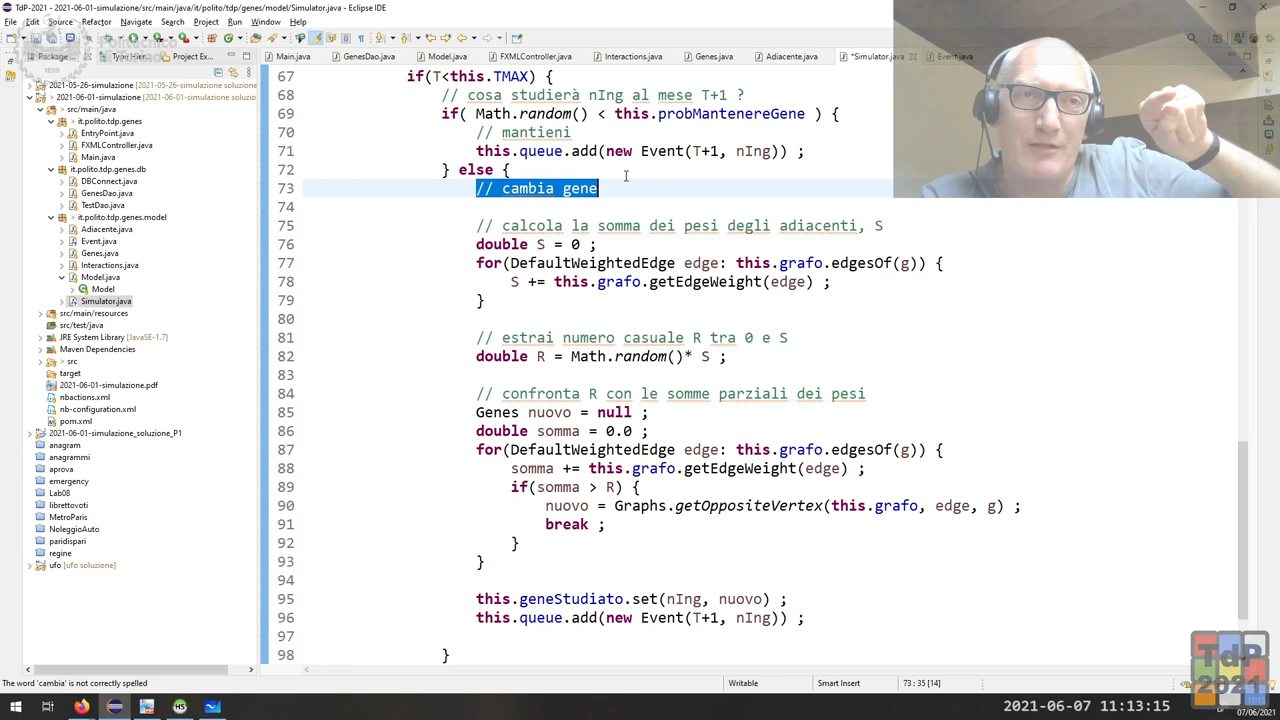 TdP-2021 - 2021-06-01-simulazione/src/main/java/it/polito/tdp/genes/model/Simulator.java - Eclipse IDE
File Edit Source Refactor Navigate Search Project Run Window Help
Politecnico
1859
Package... Type Hier... Project Ex...
Main.java GenesDao.java Model.java FXMLController.java Interactions.java Genes.java Adiacente.java *Simulator.java Event.java
2021-05-26-simulazione [2021-05-26-simulazione soluzione
2021-06-01-simulazione [2021-06-01-simulazione soluzio
src/main/java
it.polito.tdp.genes
EntryPoint.java
FXMLController.java
Main.java
it.polito.tdp.genes.db
DBConnect.java
GenesDao.java
TestDao.java
it.polito.tdp.genes.model
Adiacente.java
Event.java
Genes.java
Interactions.java
Model.java
Model
Simulator.java
src/main/resources
src/test/java
JRE System Library [JavaSE-1.7]
Maven Dependencies
src
target
2021-06-01-simulazione.pdf
nbactions.xml
nb-configuration.xml
pom.xml
2021-06-01-simulazione_soluzione_P1
anagram
anagrammi
aprova
emergency
Lab08
librettovoti
MetroParis
NoleggioAuto
paridispari
regine
ufo [ufo soluzione]
67 if(T<this.TMAX) {
68 // cosa studierà nIng al mese T+1 ?
69 if( Math.random() < this.probMantenereGene ) {
70 // mantieni
71 this.queue.add(new Event(T+1, nIng)) ;
72 } else {
73 // cambia gene
74
75 // calcola la somma dei pesi degli adiacenti, S
76 double S = 0 ;
77 for(DefaultWeightedEdge edge: this.grafo.edgesOf(g)) {
78 S += this.grafo.getEdgeWeight(edge) ;
79 }
80
81 // estrai numero casuale R tra 0 e S
82 double R = Math.random()* S ;
83
84 // confronta R con le somme parziali dei pesi
85 Genes nuovo = null ;
86 double somma = 0.0 ;
87 for(DefaultWeightedEdge edge: this.grafo.edgesOf(g)) {
88 somma += this.grafo.getEdgeWeight(edge) ;
89 if(somma > R) {
90 nuovo = Graphs.getOppositeVertex(this.grafo, edge, g) ;
91 break ;
92 }
93 }
94
95 this.geneStudiato.set(nIng, nuovo) ;
96 this.queue.add(new Event(T+1, nIng)) ;
97
98 }
TdP
2021
The word 'cambia' is not correctly spelled Writable Smart Insert 73 : 35 [14]
2021-06-07 11:13:15
07/06/2021